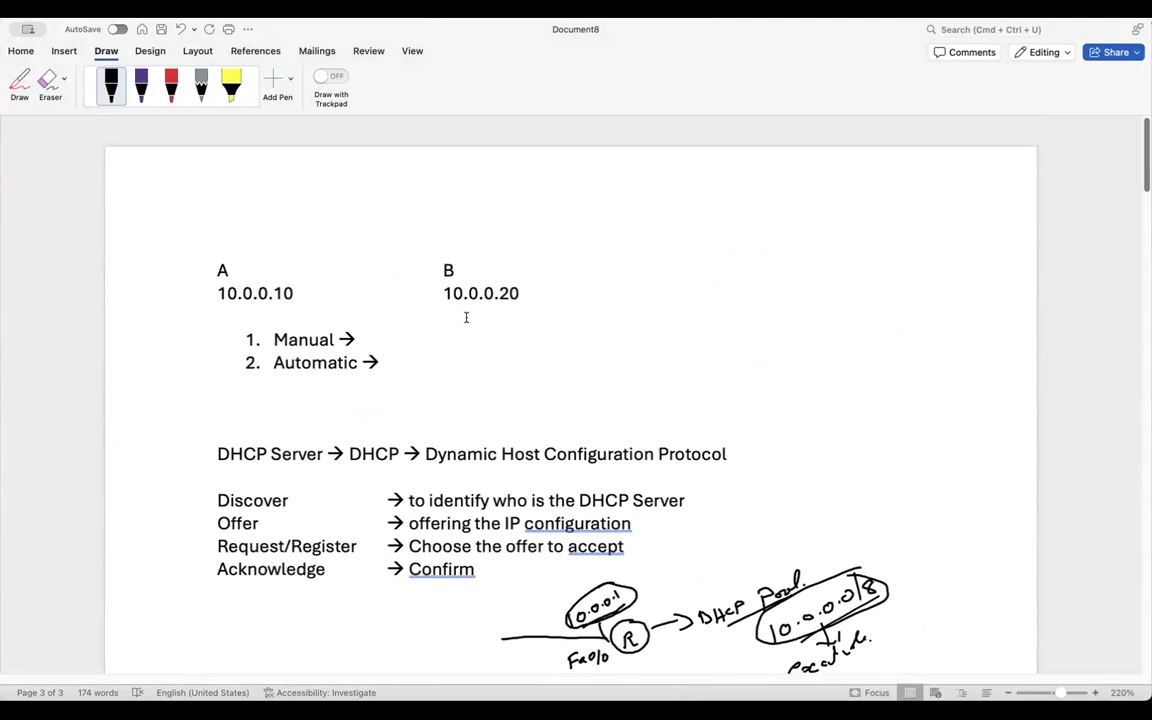 AutoSave
Document8
Search (Cmd + Ctrl + U)
Home Insert Draw Design Layout References Mailings Review View
Comments Editing Share
OFF
Draw Eraser Add Pen Draw with Trackpad
A B
10.0.0.10 10.0.0.20
1. Manual →
2. Automatic →
DHCP Server → DHCP → Dynamic Host Configuration Protocol
Discover → to identify who is the DHCP Server
Offer → offering the IP configuration
Request/Register → Choose the offer to accept
Acknowledge → Confirm
10.0.0.1
R → DHCP Pool
10.0.0.0/8
Fa0/0
Page 3 of 3 174 words English (United States) Accessibility: Investigate Focus 220%